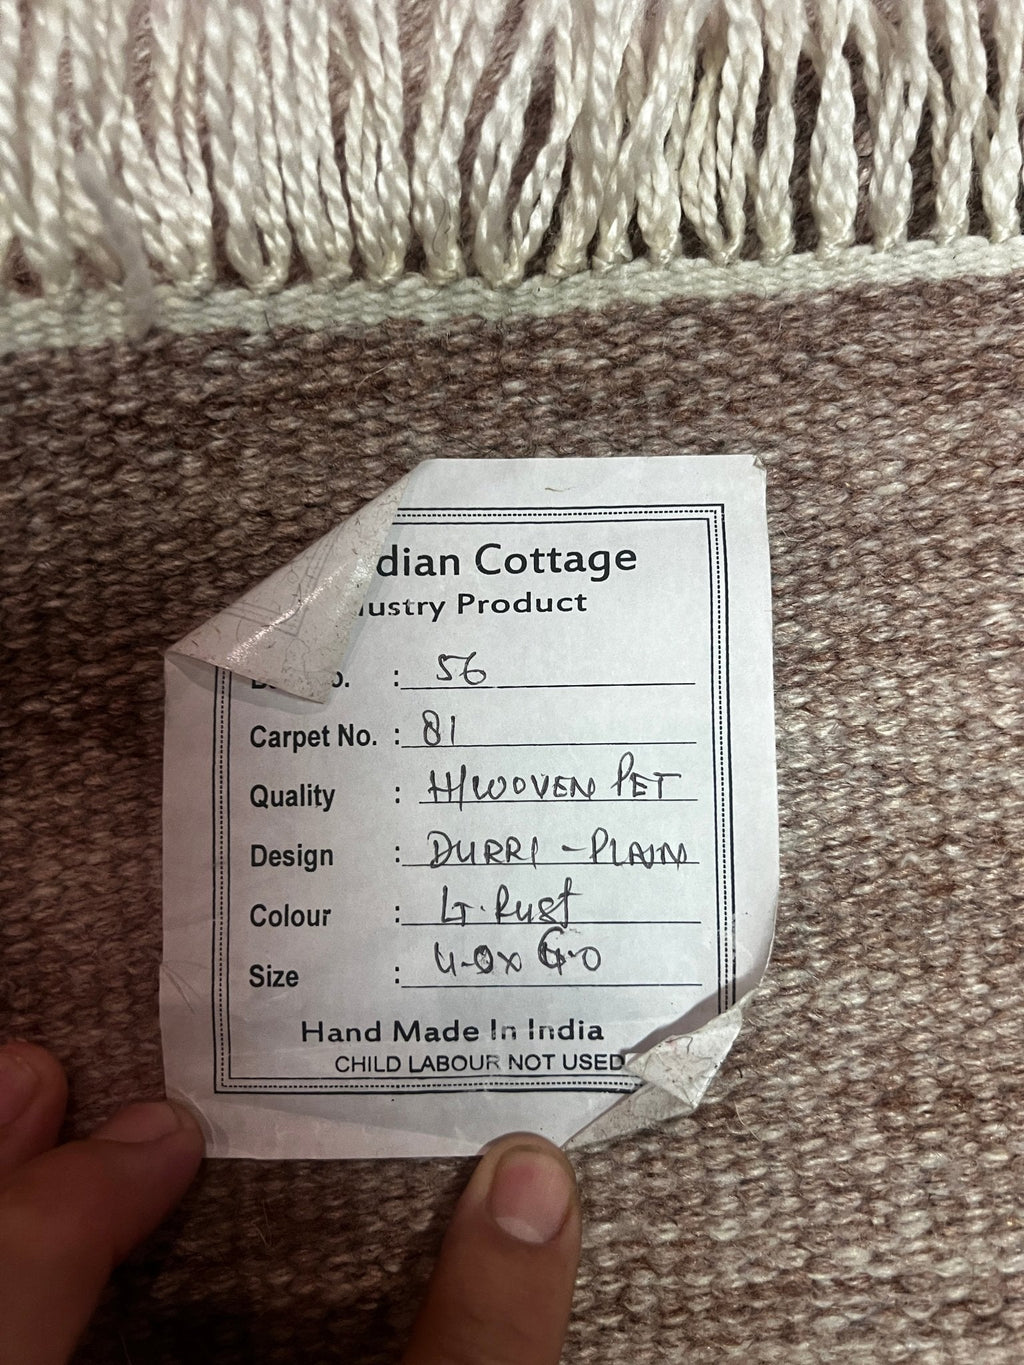 dian Cottage
ustry Product
: 56
Carpet No. : 81
Quality : H/WOVEN PET
Design : DURRI - PLAIN
Colour : LT. Rust
Size : 4-0x 6-0
Hand Made In India
CHILD LABOUR NOT USED